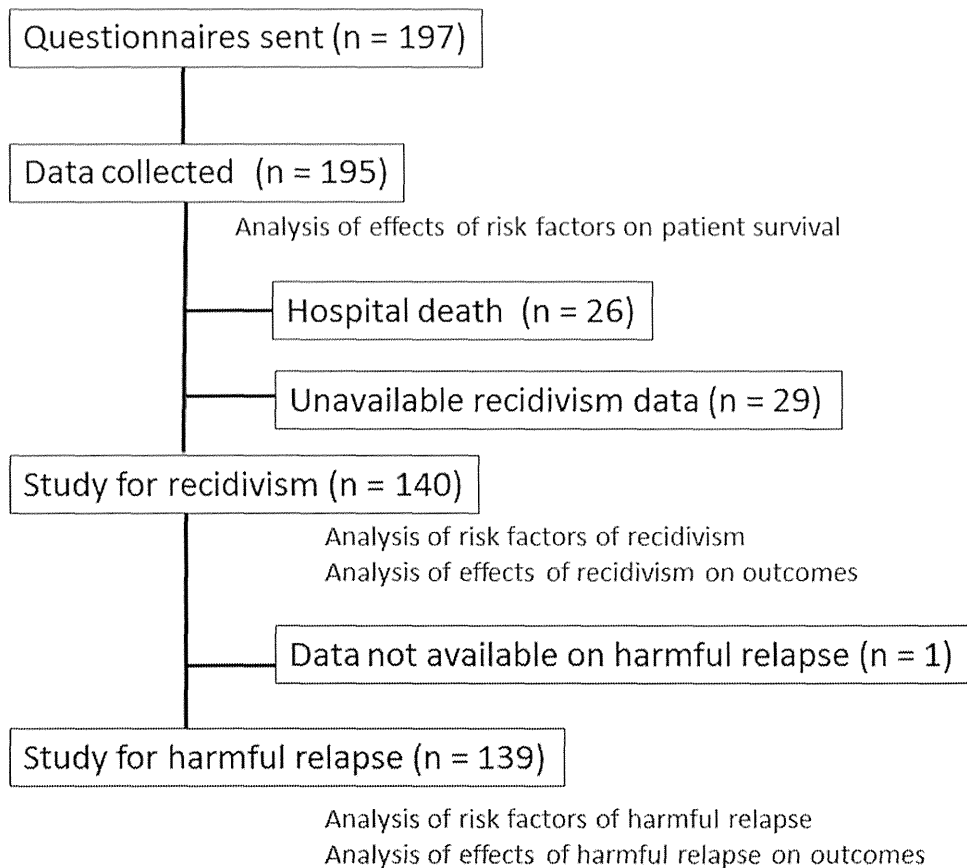 Questionnaires sent (n = 197)
Data collected (n = 195)
Analysis of effects of risk factors on patient survival
Hospital death (n = 26)
Unavailable recidivism data (n = 29)
Study for recidivism (n = 140)
Analysis of risk factors of recidivism
Analysis of effects of recidivism on outcomes
Data not available on harmful relapse (n = 1)
Study for harmful relapse (n = 139)
Analysis of risk factors of harmful relapse
Analysis of effects of harmful relapse on outcomes